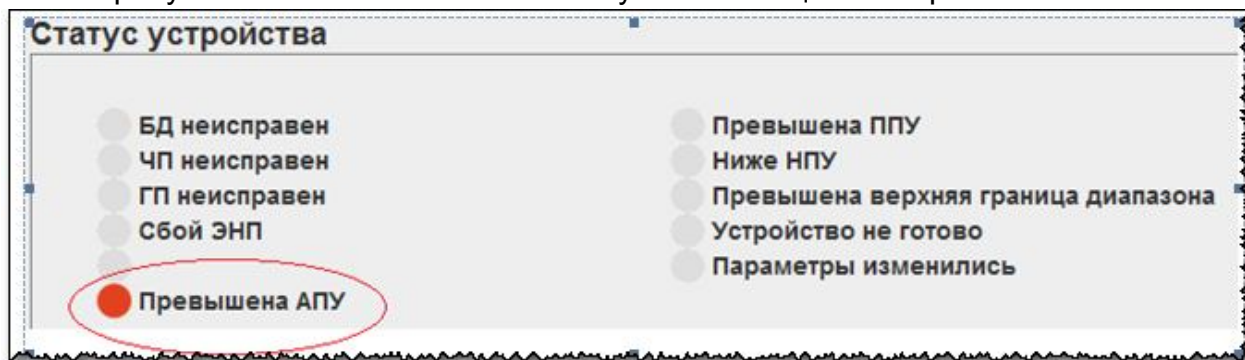 Статус устройства
БД неисправен
ЧП неисправен
ГП неисправен
Сбой ЭНП
Превышена АПУ
Превышена ППУ
Ниже НПУ
Превышена верхняя граница диапазона
Устройство не готово
Параметры изменились